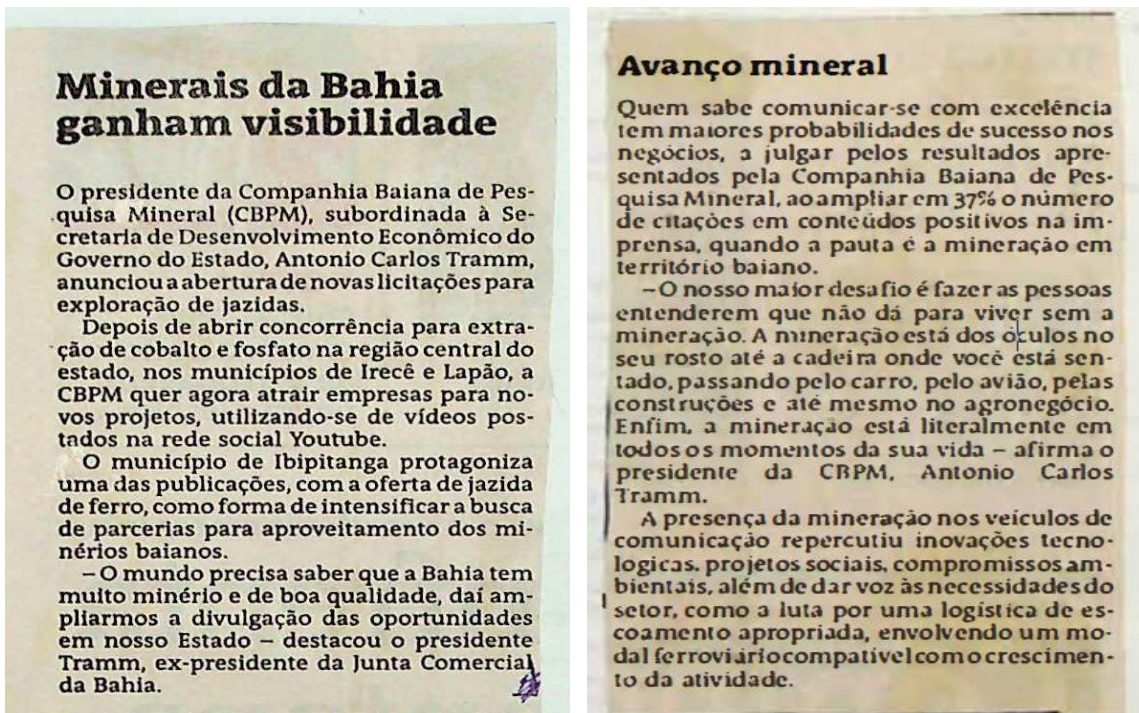 Minerais da Bahia
ganham visibilidade
O presidente da Companhia Baiana de Pes-
quisa Mineral (CBPM), subordinada à Se-
cretaria de Desenvolvimento Econômico do
Governo do Estado, Antonio Carlos Tramm,
anunciou a abertura de novas licitações para
exploração de jazidas.
Depois de abrir concorrência para extra-
ção de cobalto e fosfato na região central do
estado, nos municípios de Irecê e Lapão, a
CBPM quer agora atrair empresas para no-
vos projetos, utilizando-se de vídeos pos-
tados na rede social Youtube.
O município de Ibipitanga protagoniza
uma das publicações, com a oferta de jazida
de ferro, como forma de intensificar a busca
de parcerias para aproveitamento dos mi-
nérios baianos.
– O mundo precisa saber que a Bahia tem
muito minério e de boa qualidade, daí am-
pliarmos a divulgação das oportunidades
em nosso Estado – destacou o presidente
Tramm, ex-presidente da Junta Comercial
da Bahia.
Avanço mineral
Quem sabe comunicar-se com excelência
tem maiores probabilidades de sucesso nos
negócios, a julgar pelos resultados apre-
sentados pela Companhia Baiana de Pes-
quisa Mineral, ao ampliar em 37% o número
de citações em conteúdos positivos na im-
prensa, quando a pauta é a mineração em
território baiano.
– O nosso maior desafio é fazer as pessoas
entenderem que não dá para viver sem a
mineração. A mineração está dos óculos no
seu rosto até a cadeira onde você está sen-
tado, passando pelo carro, pelo avião, pelas
construções e até mesmo no agronegócio.
Enfim, a mineração está literalmente em
todos os momentos da sua vida – afirma o
presidente da CBPM, Antonio Carlos
Tramm.
A presença da mineração nos veículos de
comunicação repercutiu inovações tecno-
logicas, projetos sociais, compromissos am-
bientais, além de dar voz às necessidades do
setor, como a luta por uma logística de es-
coamento apropriada, envolvendo um mo-
dal ferroviário compatível com o crescimen-
to da atividade.